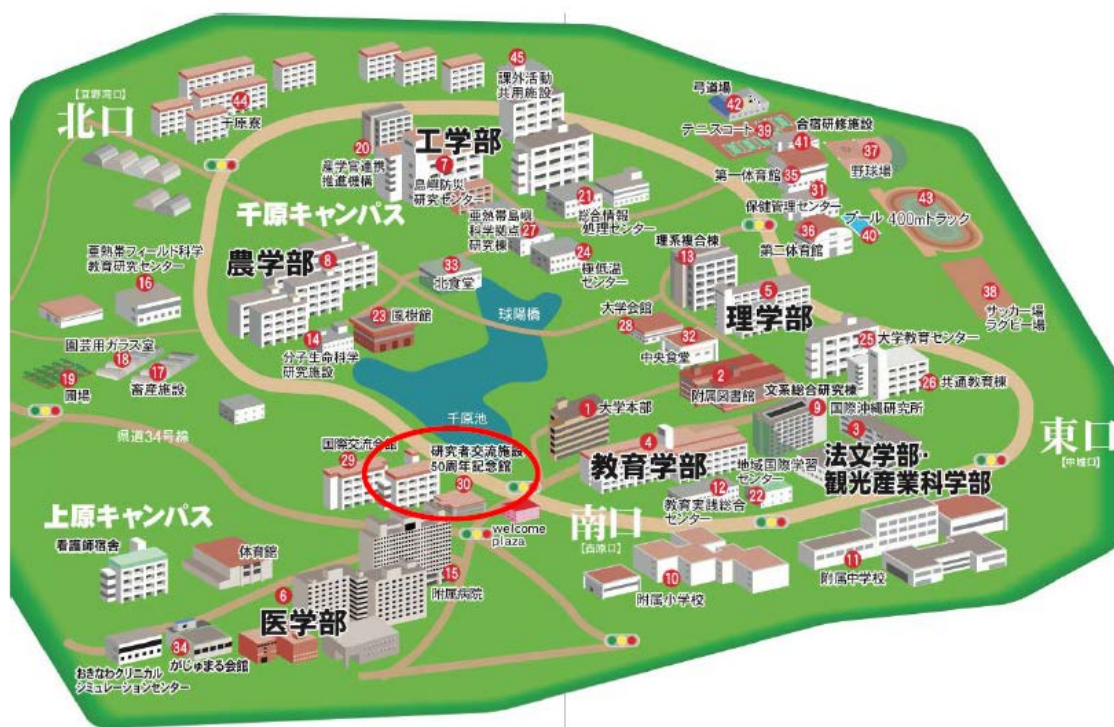 45
課外活動
共用施設
【宜野湾口】
北口
44
千原寮
弓道場
42
テニスコート
39
合宿研修施設
41
37
野球場
20
産学官連携
推進機構
工学部
7
島嶼防災
研究センター
第一体育館
35
31
保健管理センター
43
プール
400mトラック
40
36
第二体育館
千原キャンパス
亜熱帯島嶼
科学拠点
研究棟
27
21
総合情報
処理センター
24
極低温
センター
理系複合棟
13
亜熱帯フィールド科学
教育研究センター
16
農学部
8
33
北食堂
5
理学部
38
サッカー場
ラグビー場
球陽橋
大学会館
28
32
中央食堂
23
風樹館
14
分子生命科学
研究施設
園芸用ガラス室
18
17
畜産施設
19
圃場
25
大学教育センター
26
共通教育棟
2
附属図書館
文系総合研究棟
9
国際沖縄研究所
3
1
大学本部
千原池
県道34号線
東口
【中城口】
国際交流会館
29
研究者交流施設
50周年記念館
30
4
教育学部
地域国際学習
センター
22
12
教育実践総合
センター
法文学部・
観光産業科学部
上原キャンパス
南口
【西原口】
welcome
plaza
看護師宿舎
体育館
15
附属病院
10
附属小学校
11
附属中学校
6
医学部
34
がじゅまる会館
おきなわクリニカル
シミュレーションセンター